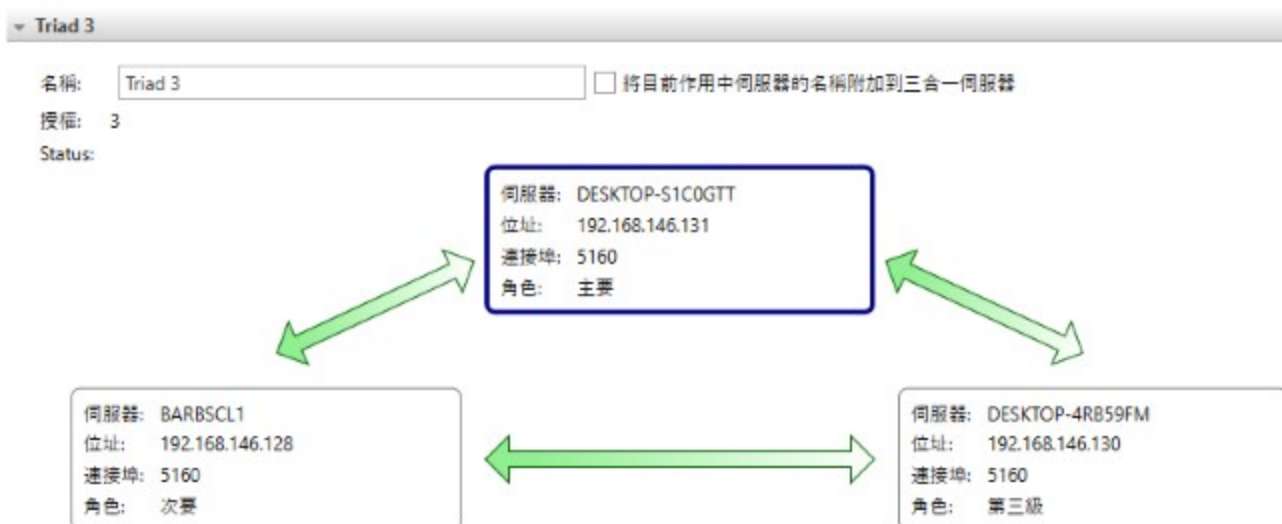 Triad 3
名稱: Triad 3 將目前作用中伺服器的名稱附加到三合一伺服器
授權: 3
Status:
伺服器: DESKTOP-S1C0GTT
位址: 192.168.146.131
連接埠: 5160
角色: 主要
伺服器: BARBSCL1
位址: 192.168.146.128
連接埠: 5160
角色: 次要
伺服器: DESKTOP-4RB59FM
位址: 192.168.146.130
連接埠: 5160
角色: 第三級